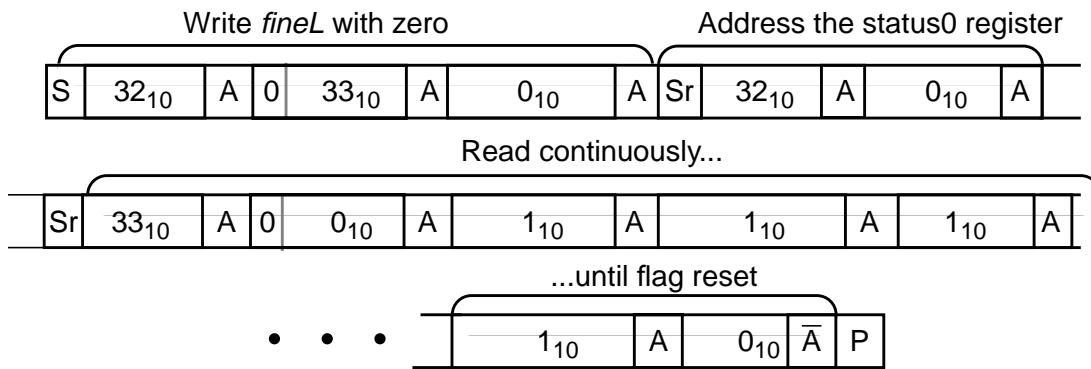 Write fineL with zero Address the status0 register
S 32₁₀ A 0 33₁₀ A 0₁₀ A Sr 32₁₀ A 0₁₀ A
Read continuously...
Sr 33₁₀ A 0 0₁₀ A 1₁₀ A 1₁₀ A 1₁₀ A
...until flag reset
• • • 1₁₀ A 0₁₀ A̅ P